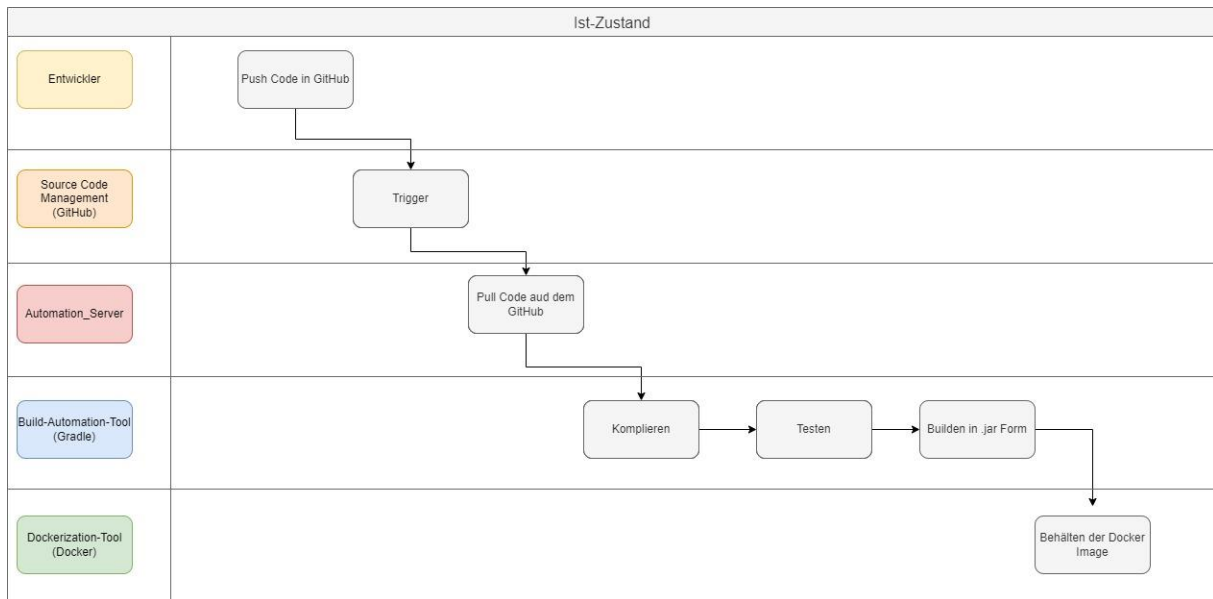 Ist-Zustand
Entwickler
Push Code in GitHub
Source Code
Management
(GitHub)
Trigger
Automation_Server
Pull Code aud dem
GitHub
Build-Automation-Tool
(Gradle)
Komplieren
Testen
Builden in .jar Form
Dockerization-Tool
(Docker)
Behälten der Docker
Image